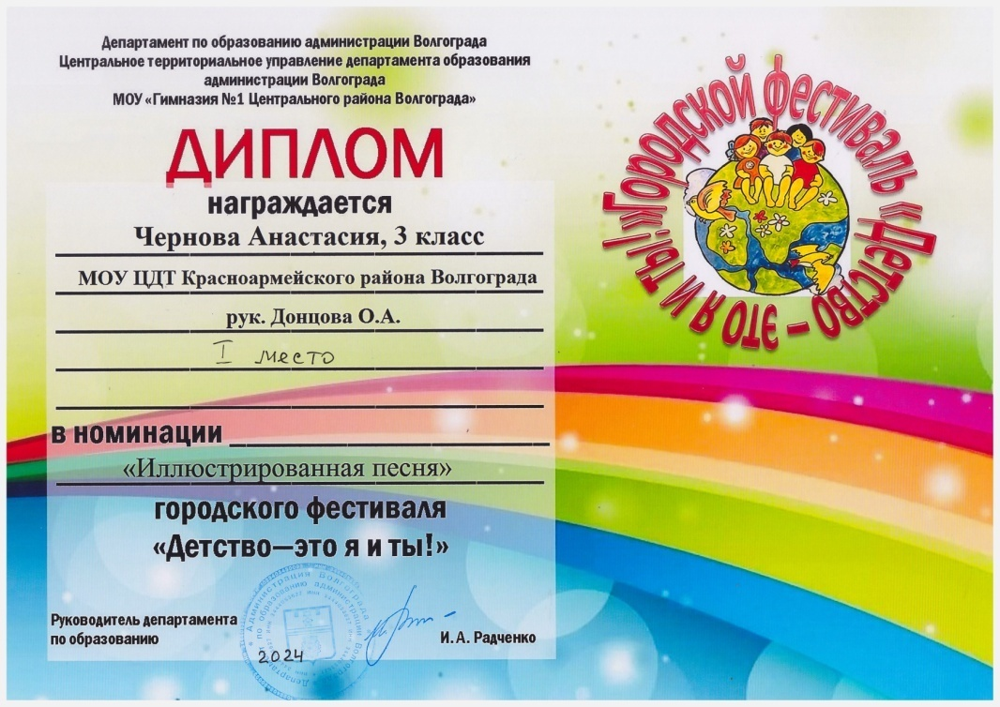 Департамент по образованию администрации Волгограда
Центральное территориальное управление департамента образования
администрации Волгограда
МОУ «Гимназия №1 Центрального района Волгограда»
ДИПЛОМ
награждается
Чернова Анастасия, 3 класс
МОУ ЦДТ Красноармейского района Волгограда
рук. Донцова О.А.
I место
в номинации
«Иллюстрированная песня»
городского фестиваля
«Детство—это я и ты!»
Руководитель департамента
по образованию
И. А. Радченко
2024
Городской фестиваль «Детство – это я и ты!»